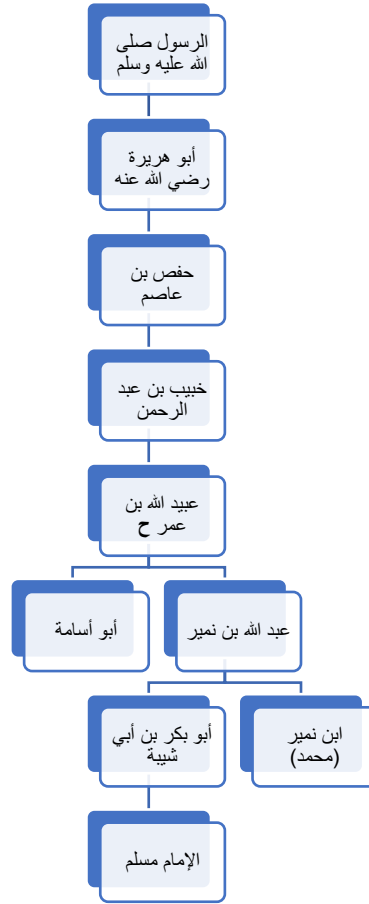 الرسول صلى
الله عليه وسلم
أبو هريرة
رضي الله عنه
حفص بن
عاصم
خبيب بن عبد
الرحمن
عبيد الله بن
عمر ح
عبد الله بن نمير
أبو أسامة
ابن نمير
(محمد)
أبو بكر بن أبي
شيبة
الإمام مسلم